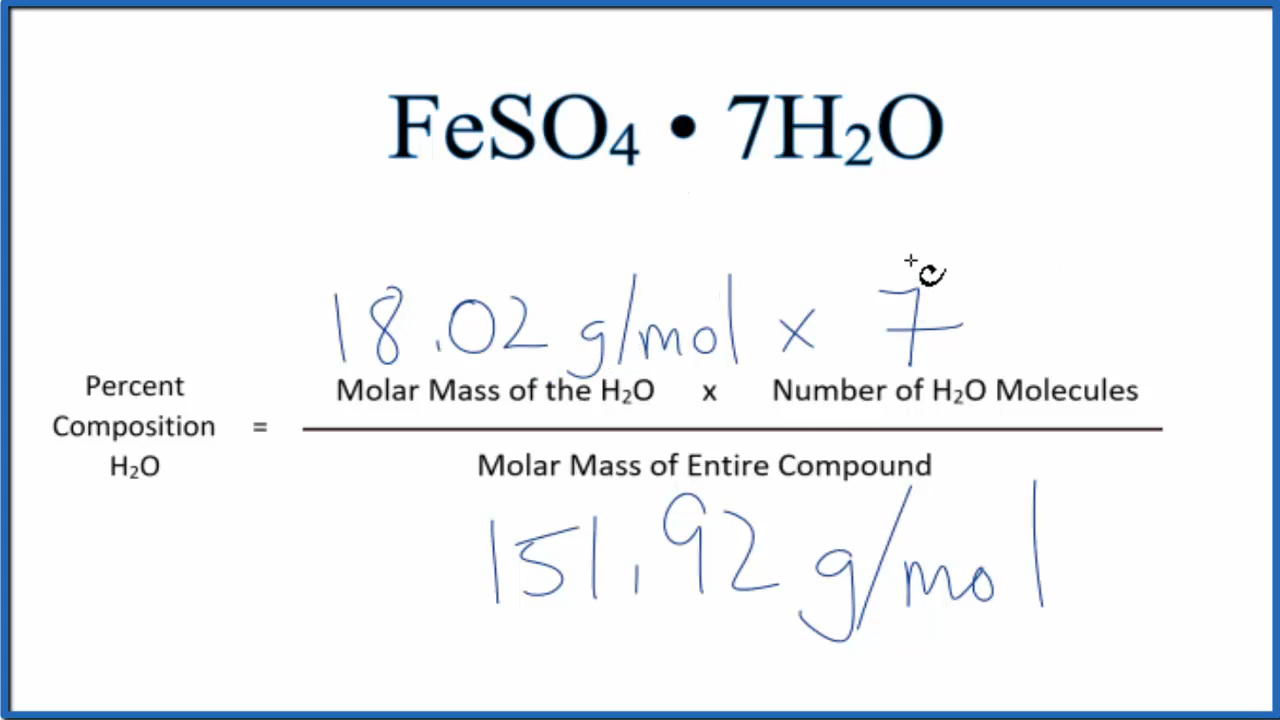 FeSO₄ • 7H₂O
18.02 g/mol x 7
Percent Composition H₂O = Molar Mass of the H₂O x Number of H₂O Molecules
Molar Mass of Entire Compound
151.92 g/mol